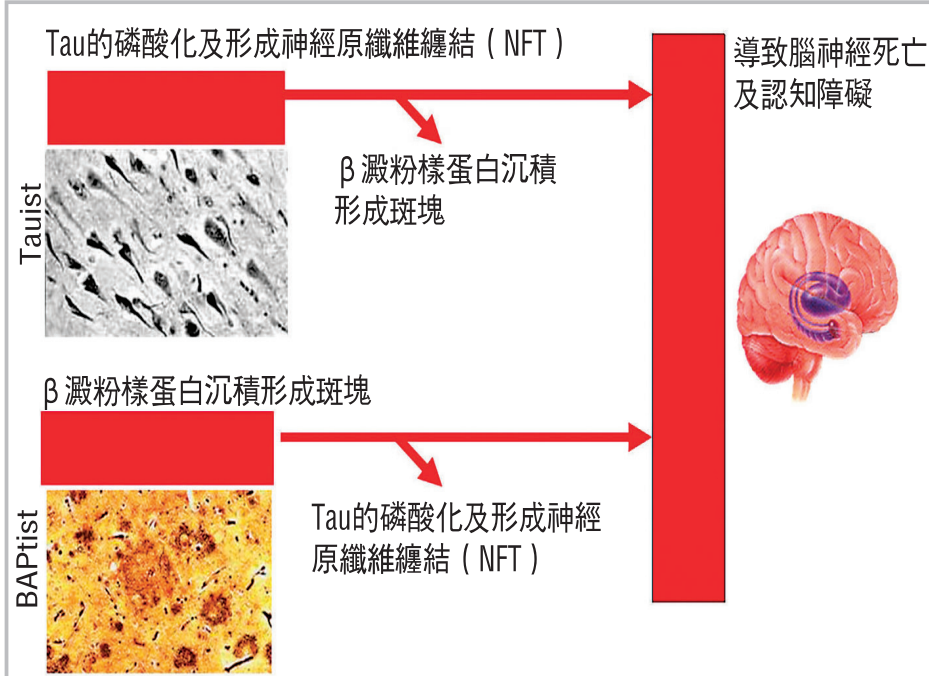 Tau的磷酸化及形成神經原纖維纏結（NFT）
導致腦神經死亡
及認知障礙
β澱粉樣蛋白沉積
形成斑塊
Tauist
β澱粉樣蛋白沉積形成斑塊
Tau的磷酸化及形成神經
原纖維纏結（NFT）
BAPtist